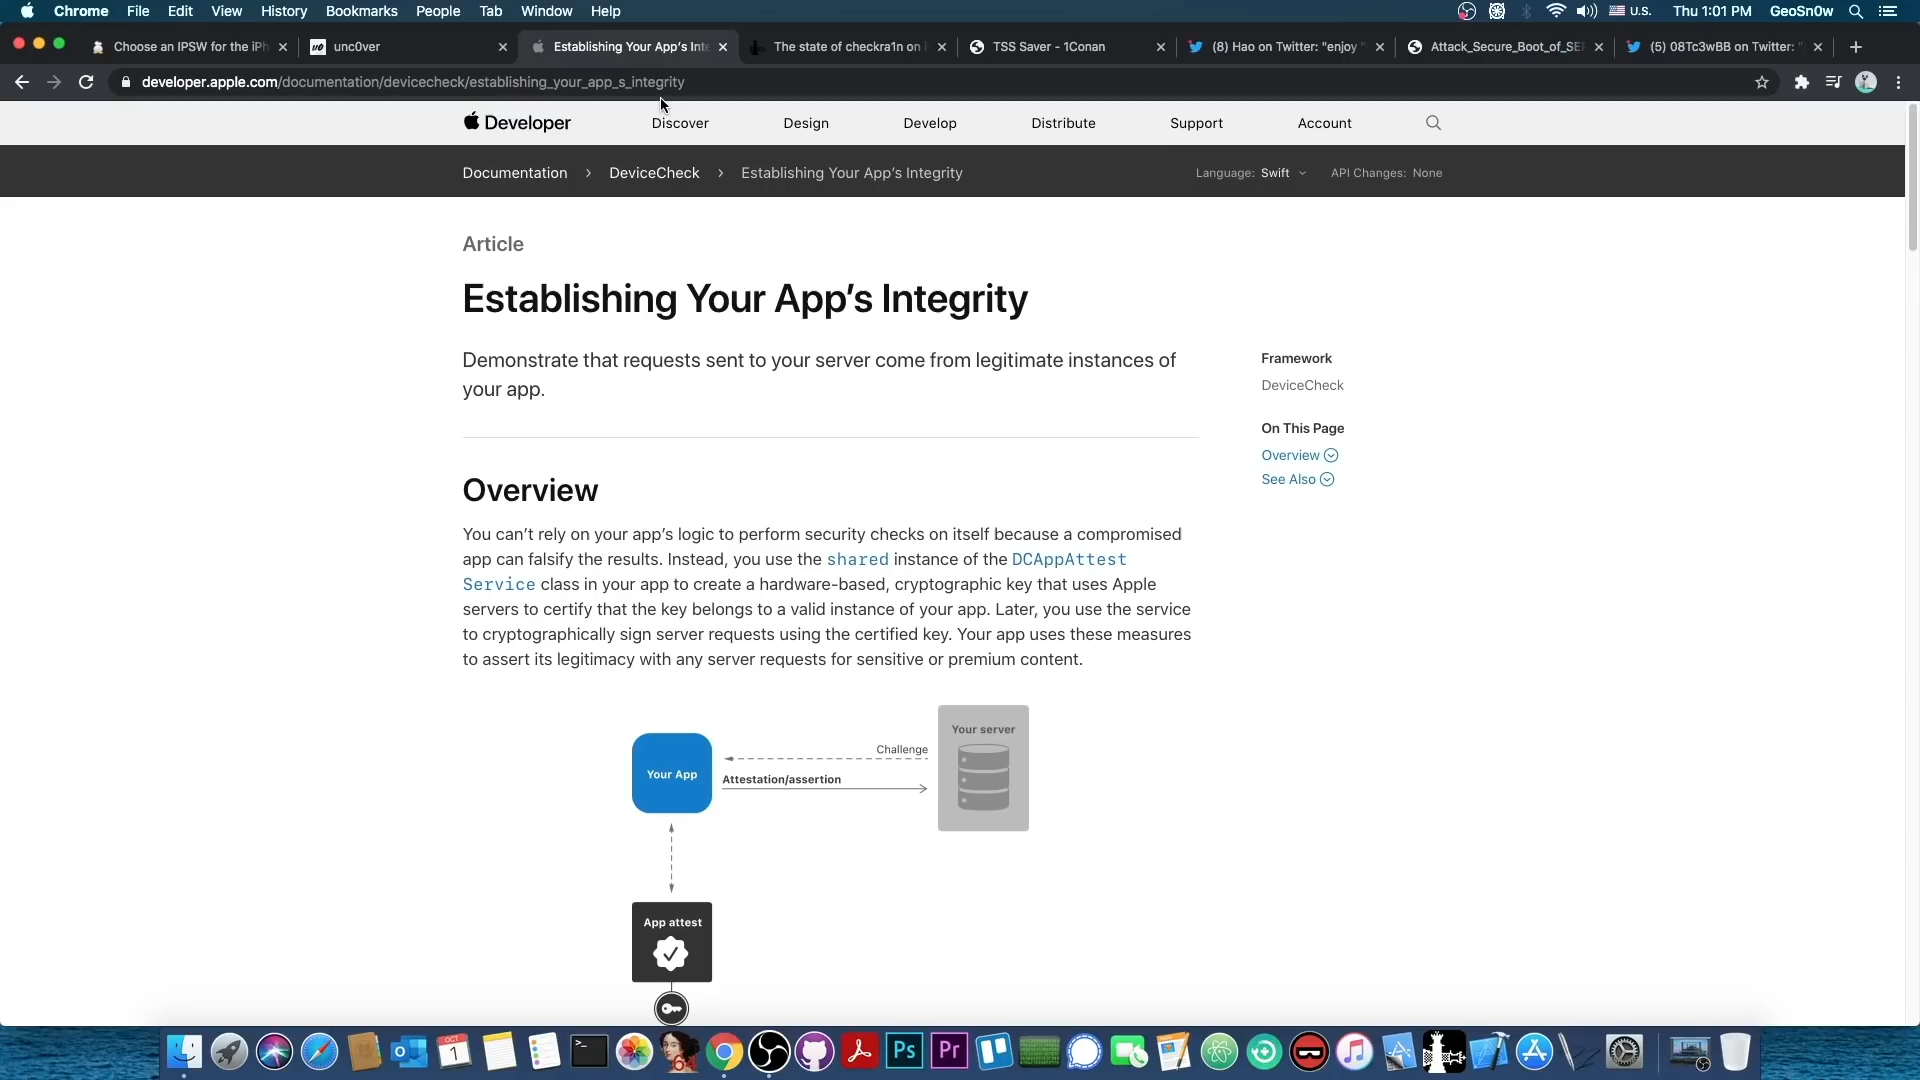 Chrome File Edit View History Bookmarks People Tab Window Help U.S. Thu 1:01 PM GeoSn0w
Choose an IPSW for the iPh unc0ver Establishing Your App's Inte The state of checkra1n on TSS Saver - 1Conan (8) Hao on Twitter: "enjoy Attack_Secure_Boot_of_SEP (5) 08Tc3wBB on Twitter: "
developer.apple.com/documentation/devicecheck/establishing_your_app_s_integrity
Developer Discover Design Develop Distribute Support Account
Documentation > DeviceCheck > Establishing Your App's Integrity Language: Swift API Changes: None
Article
Establishing Your App's Integrity
Demonstrate that requests sent to your server come from legitimate instances of
your app.
Framework
DeviceCheck
On This Page
Overview
See Also
Overview
You can't rely on your app's logic to perform security checks on itself because a compromised
app can falsify the results. Instead, you use the shared instance of the DCAppAttest
Service class in your app to create a hardware-based, cryptographic key that uses Apple
servers to certify that the key belongs to a valid instance of your app. Later, you use the service
to cryptographically sign server requests using the certified key. Your app uses these measures
to assert its legitimacy with any server requests for sensitive or premium content.
Your server
Challenge
Your App
Attestation/assertion
App attest
OCT
1
64
Ps
Pr